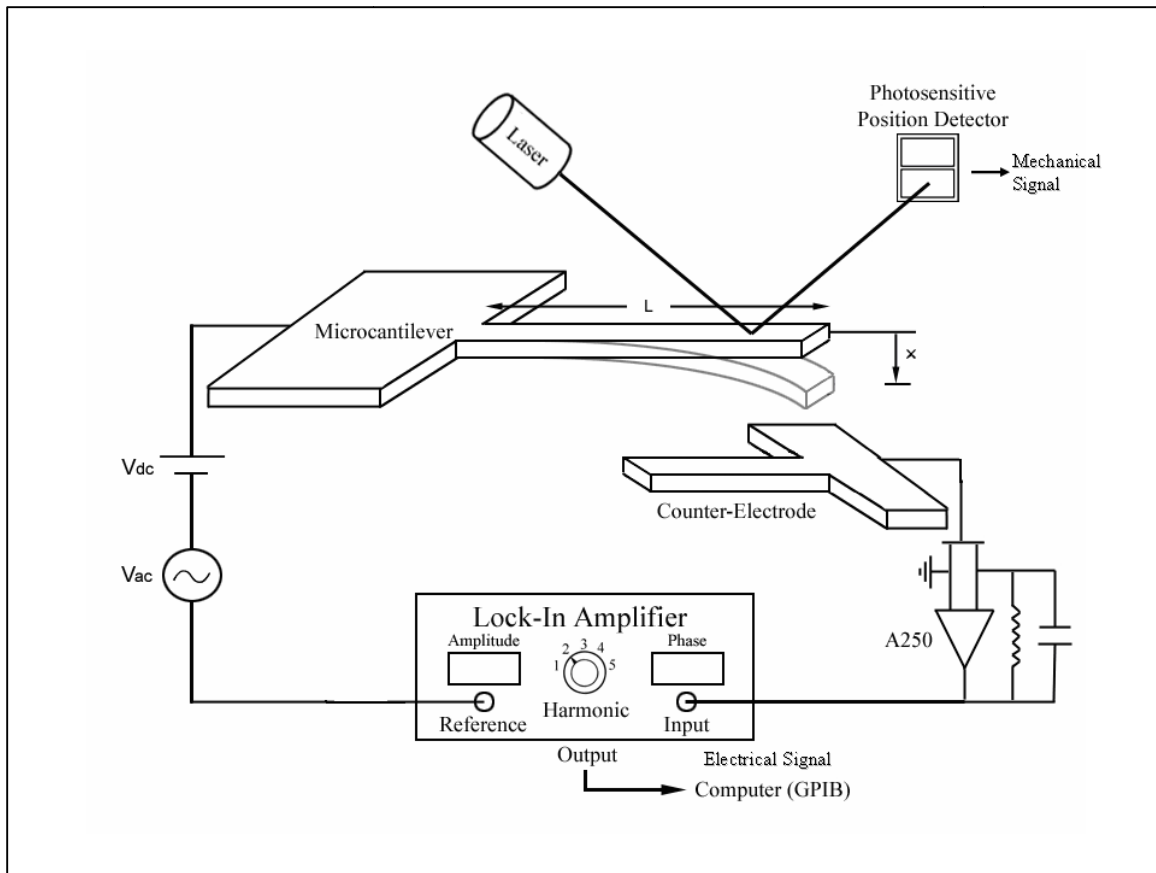 Photosensitive
Position Detector
Laser
Mechanical
Signal
L
Microcantilever
x
Vdc
Counter-Electrode
Vac
Lock-In Amplifier
A250
Amplitude
Phase
1 2 3 4 5
Reference
Harmonic
Input
Output
Electrical Signal
Computer (GPIB)